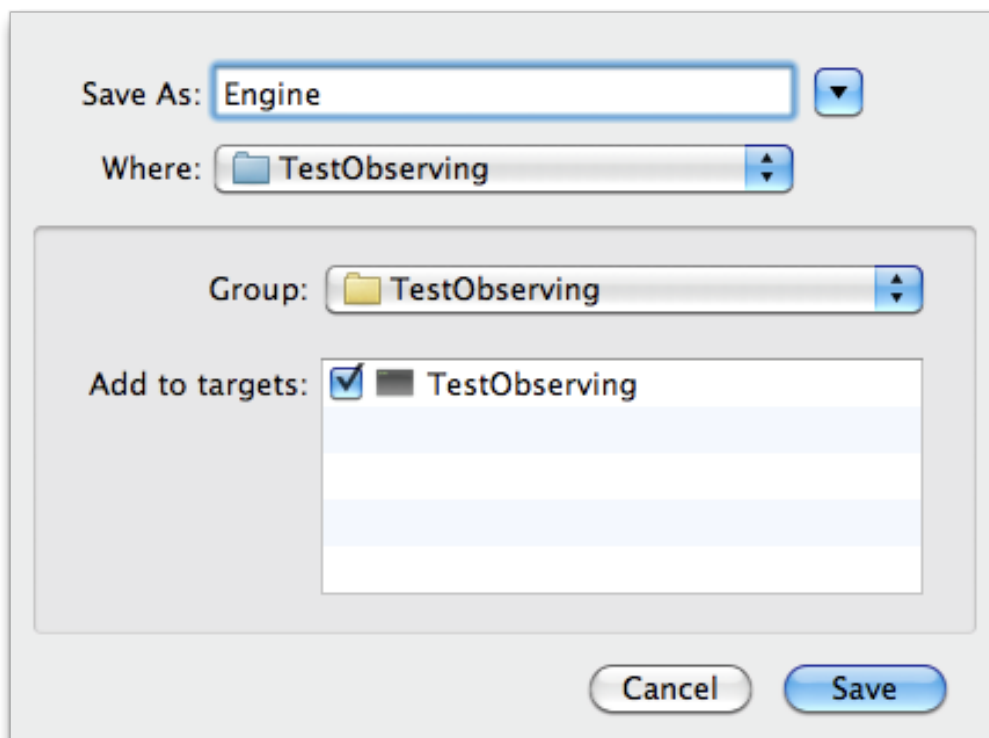 Save As: Engine
Where: TestObserving
Group: TestObserving
Add to targets: TestObserving
Cancel Save